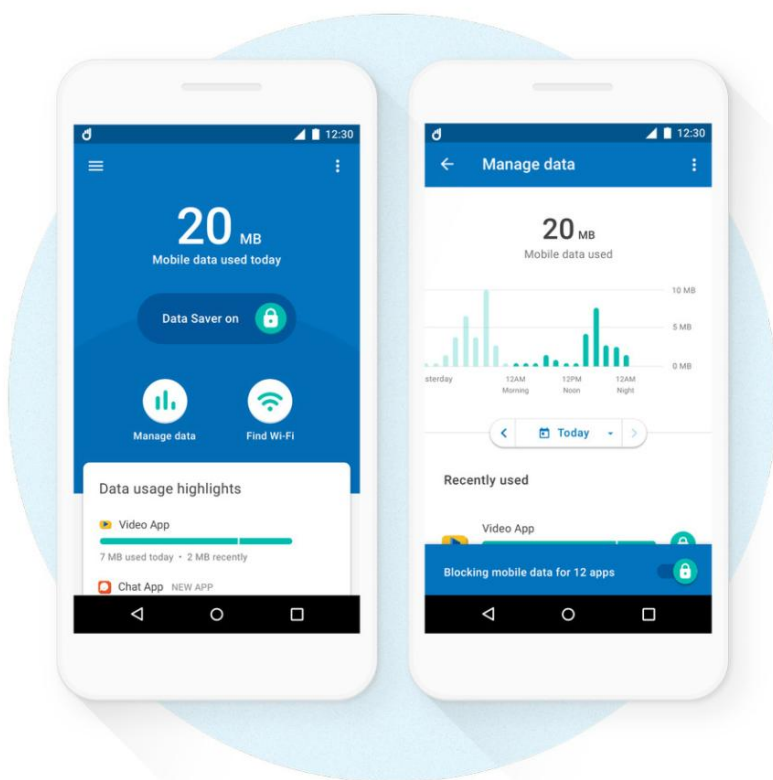 12:30
20 MB
Mobile data used today
Data Saver on
Manage data
Find Wi-Fi
Data usage highlights
Video App
7 MB used today • 2 MB recently
Chat App NEW APP
12:30
Manage data
20 MB
Mobile data used
10 MB
5 MB
0 MB
sterday
12AM
Morning
12PM
Noon
12AM
Night
Today
Recently used
Video App
Blocking mobile data for 12 apps